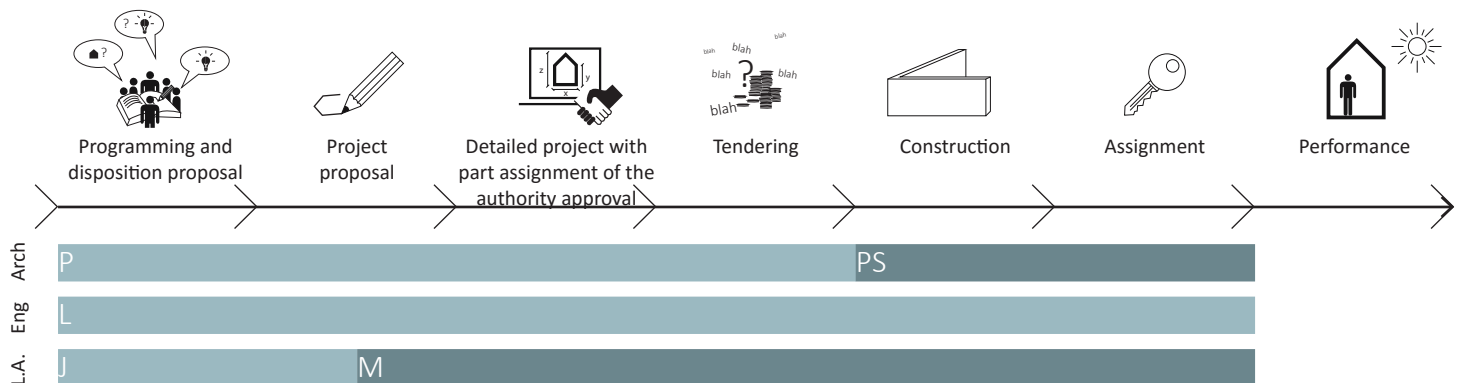 ?
?
z
y
x
blah
blah
blah
blah
?
blah
blah
Programming and
disposition proposal
Project
proposal
Detailed project with
part assignment of the
authority approval
Tendering
Construction
Assignment
Performance
Arch
P
PS
Eng
L
L.A.
J
M